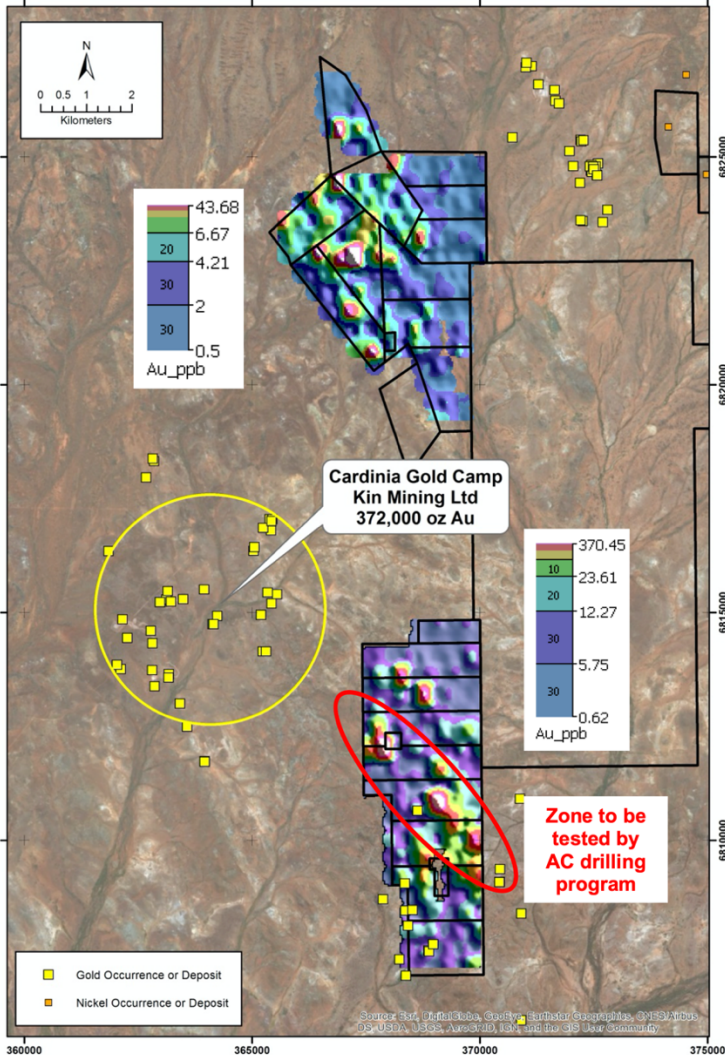 N
0 0.5 1 2
Kilometers
6825000
43.68
6.67
20
4.21
30
2
30
0.5
Au_ppb
6820000
Cardinia Gold Camp
Kin Mining Ltd
372,000 oz Au
370.45
10
23.61
20
12.27
30
5.75
30
0.62
Au_ppb
6815000
Zone to be
tested by
AC drilling
program
6810000
Gold Occurrence or Deposit
Nickel Occurrence or Deposit
Source: Esri, DigitalGlobe, GeoEye, Earthstar Geographics, CNES/Airbus
DS, USDA, USGS, AeroGRID, IGN, and the GIS User Community
360000 365000 370000 375000